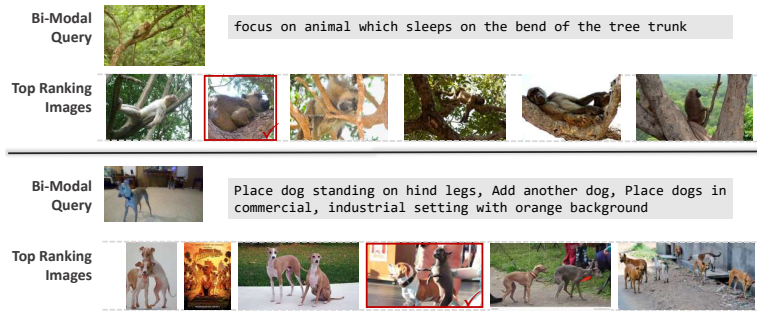 Bi-Modal
Query
focus on animal which sleeps on the bend of the tree trunk
Top Ranking
Images
Bi-Modal
Query
Place dog standing on hind legs, Add another dog, Place dogs in
commercial, industrial setting with orange background
Top Ranking
Images